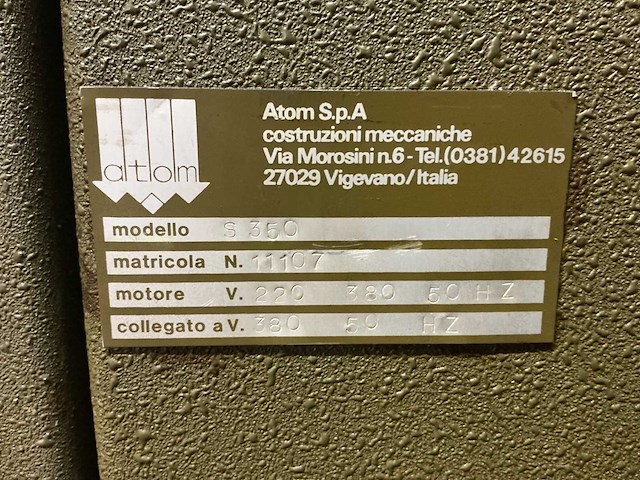 atom
Atom S.p.A
costruzioni meccaniche
Via Morosini n.6-Tel.(0381)42615
27029 Vigevano/Italia
modello S 350
matricola N. 11107
motore V. 220 380 50 HZ
collegato a V. 380 50 HZ